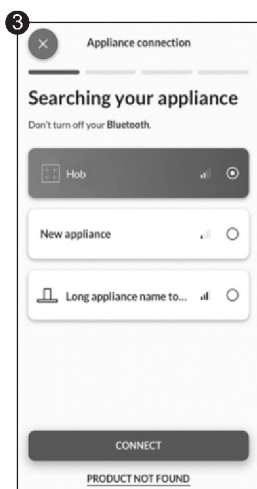 3
Appliance connection
Searching your appliance
Don't turn off your Bluetooth.
Hob
New appliance
Long appliance name to...
CONNECT
PRODUCT NOT FOUND